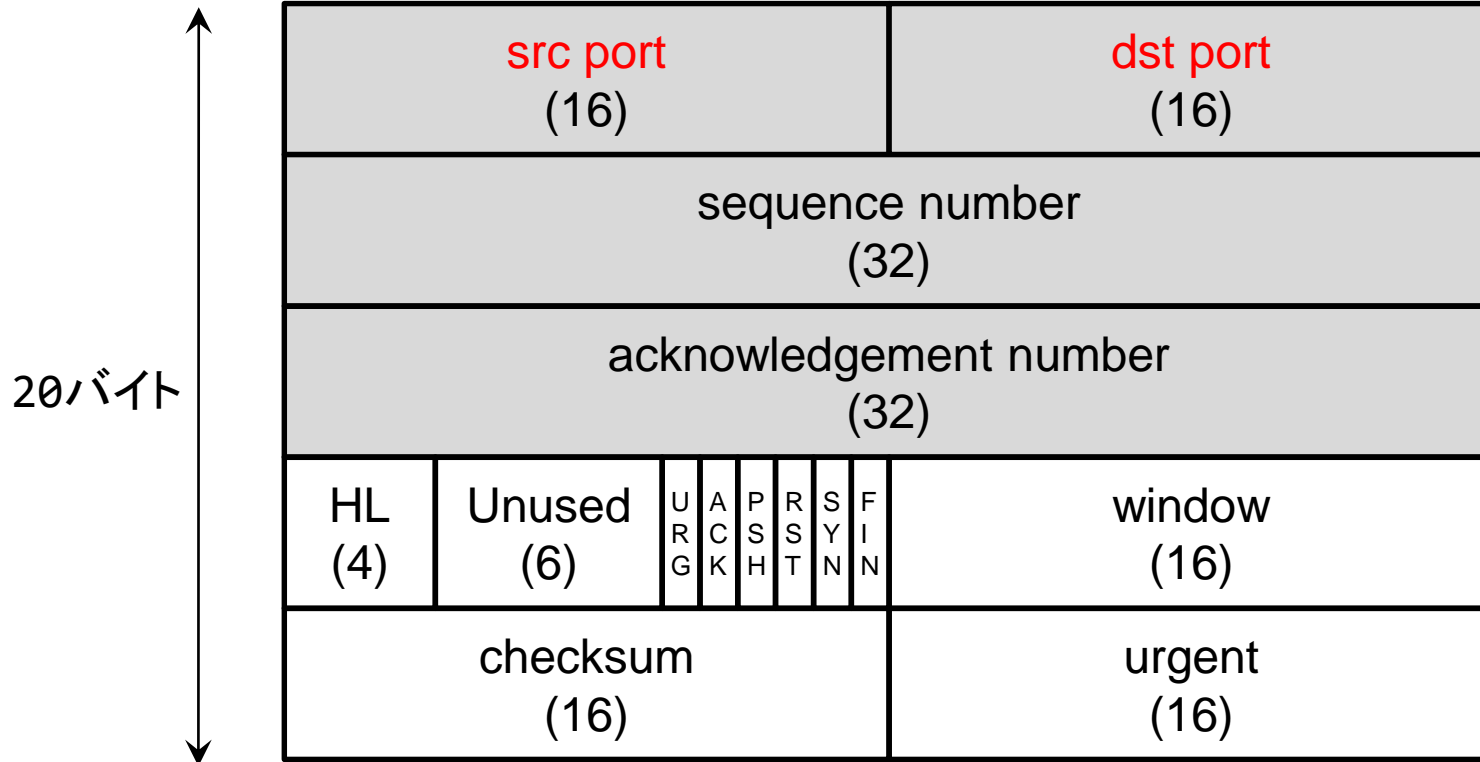 src port
(16)
dst port
(16)
sequence number
(32)
acknowledgement number
(32)
20バイト
HL
(4)
Unused
(6)
URG
ACK
PSH
RST
SYN
FIN
window
(16)
checksum
(16)
urgent
(16)